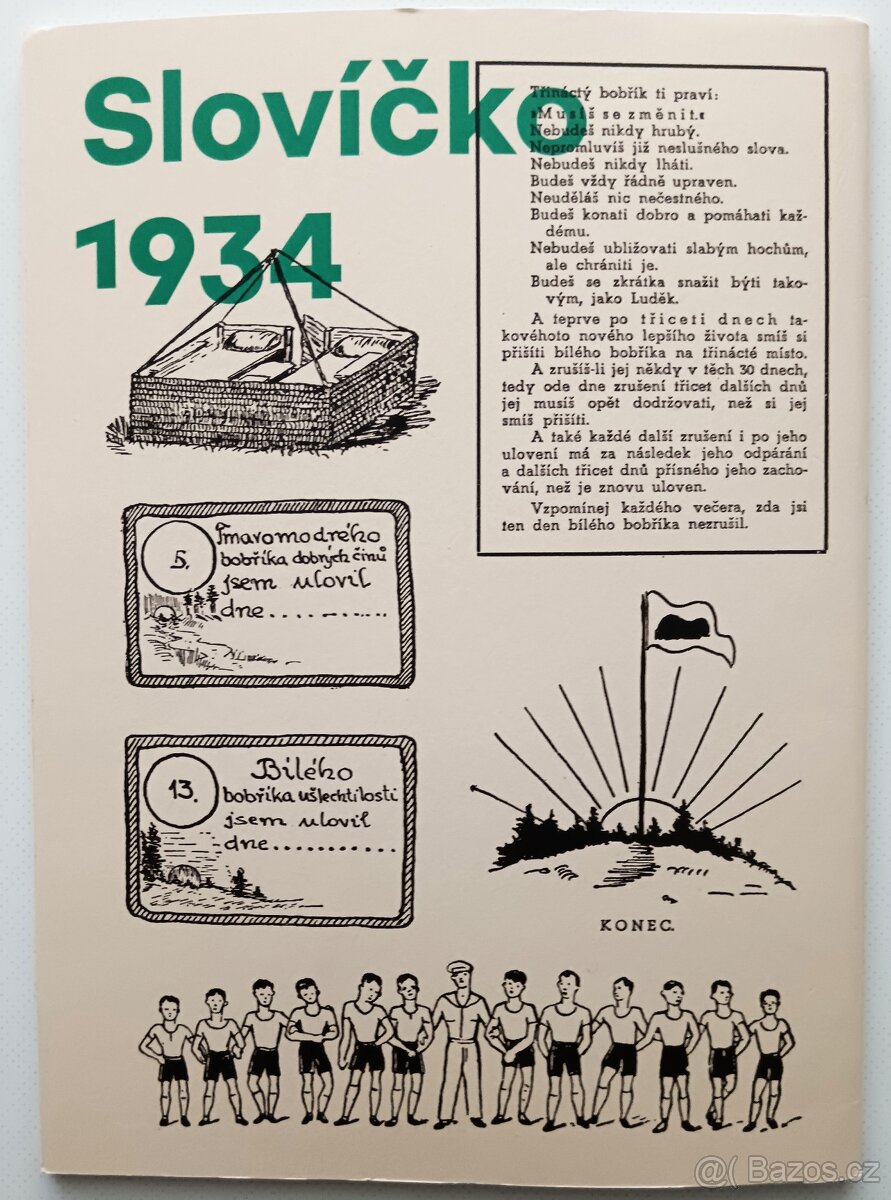 Slovíčko
1934
Třináctý bobřík ti praví:
»Musíš se změnit.«
Nebudeš nikdy hrubý.
Nepromluvíš již neslušného slova.
Nebudeš nikdy lháti.
Budeš vždy řádně upraven.
Neuděláš nic nečestného.
Budeš konati dobro a pomáhati kaž-
dému.
Nebudeš ubližovati slabým hochům,
ale chrániti je.
Budeš se zkrátka snažit býti tako-
vým, jako Luděk.
A teprve po třiceti dnech ta-
kovéhoto nového lepšího života smíš si
přišíti bílého bobříka na třinácté místo.
A zrušíš-li jej někdy v těch 30 dnech,
tedy ode dne zrušení třicet dalších dnů
jej musíš opět dodržovati, než si jej
smíš přišíti.
A také každé další zrušení i po jeho
ulovení má za následek jeho odpárání
a dalších třicet dnů přísného jeho zacho-
vání, než je znovu uloven.
Vzpomínej každého večera, zda jsi
ten den bílého bobříka nezrušil.
5.
Tmavomodrého
bobříka dobrých činů
jsem ulovil
dne...........
13.
Bílého
bobříka ušlechtilosti
jsem ulovil
dne...........
KONEC.
@( Bazos.cz